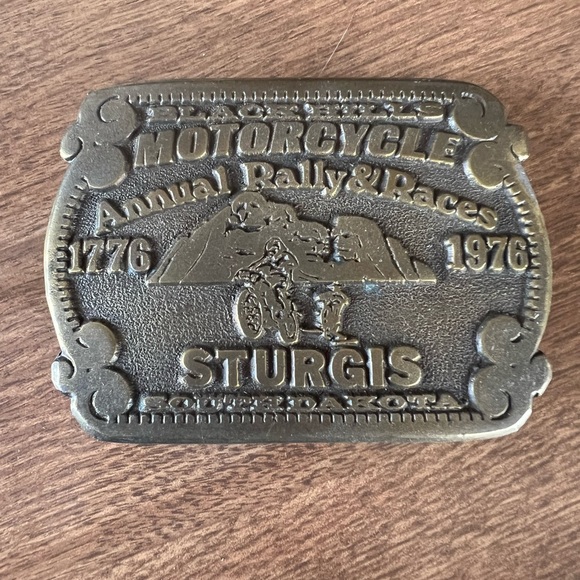 BLACK HILLS
MOTORCYCLE
Annual Rally & Races
1776 1976
STURGIS
SOUTH DAKOTA